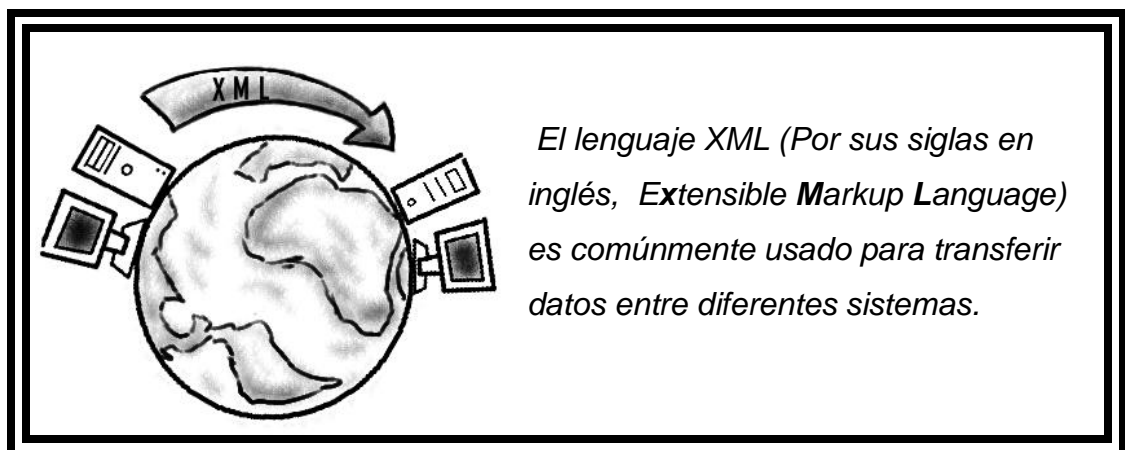 XML
El lenguaje XML (Por sus siglas en
inglés, Extensible Markup Language)
es comúnmente usado para transferir
datos entre diferentes sistemas.